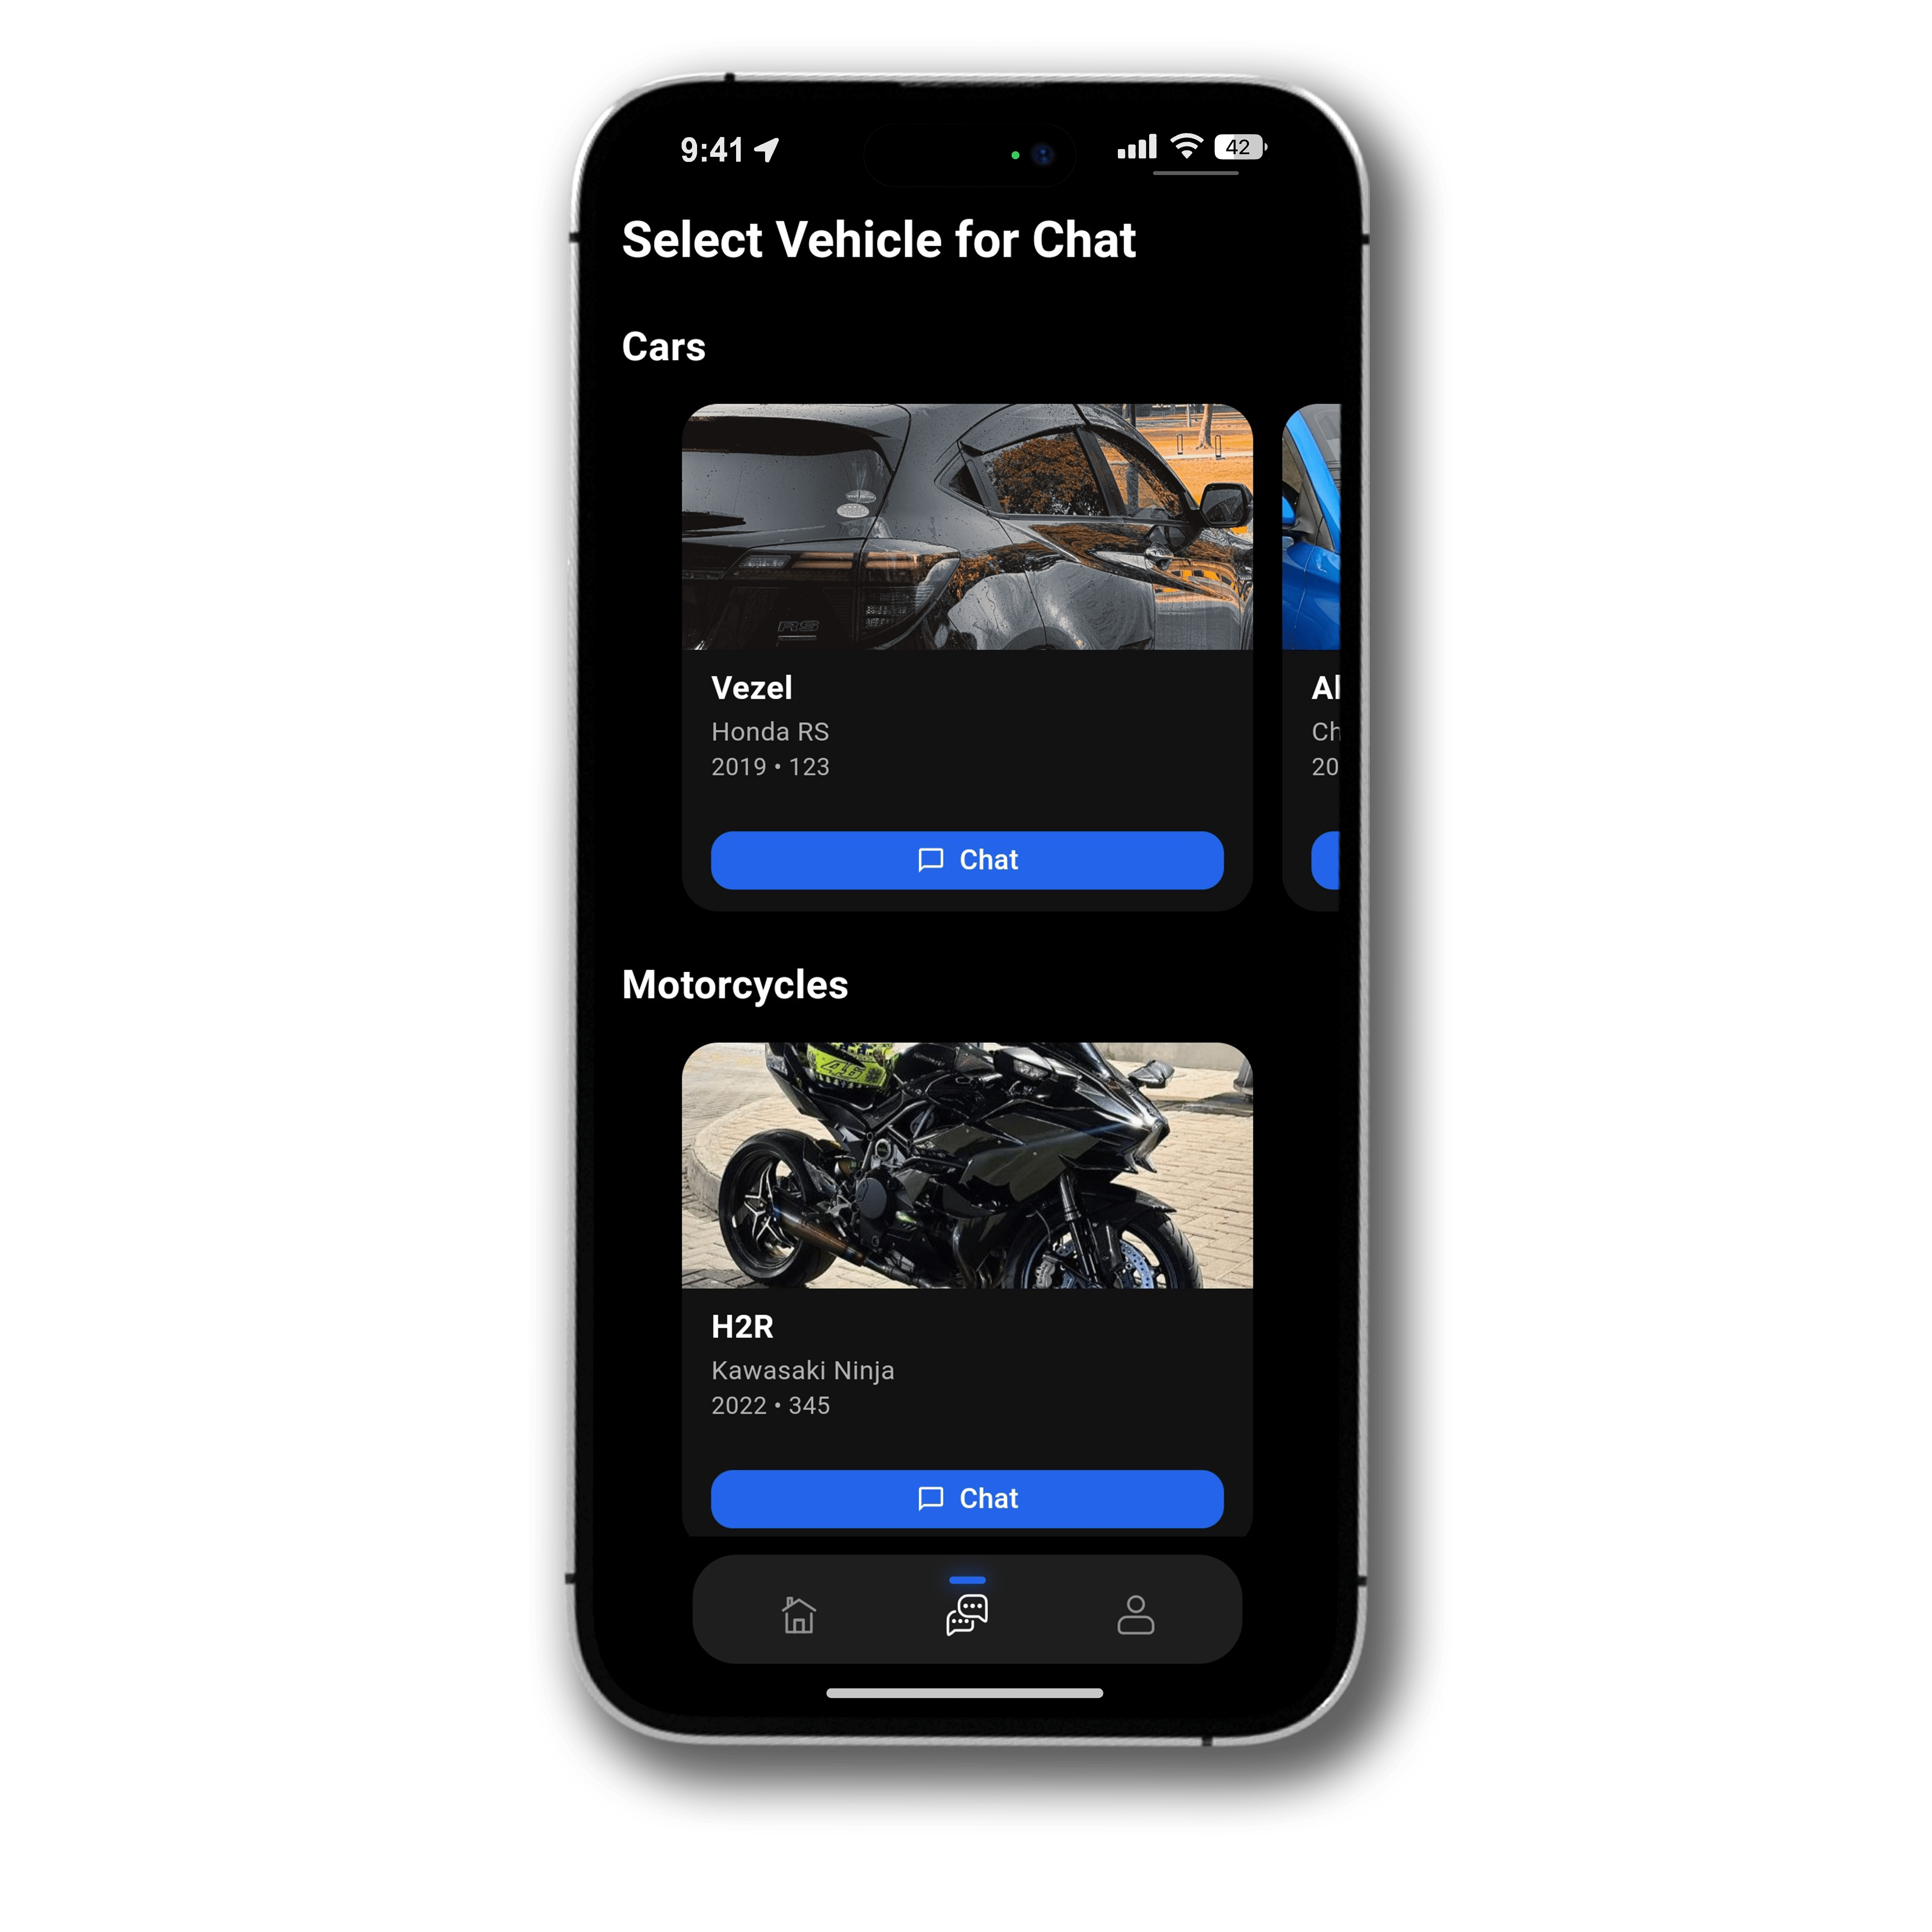 9:41
42
Select Vehicle for Chat
Cars
RS
Vezel
Honda RS
2019 • 123
Chat
Al
Ch
20
Motorcycles
H2R
Kawasaki Ninja
2022 • 345
Chat